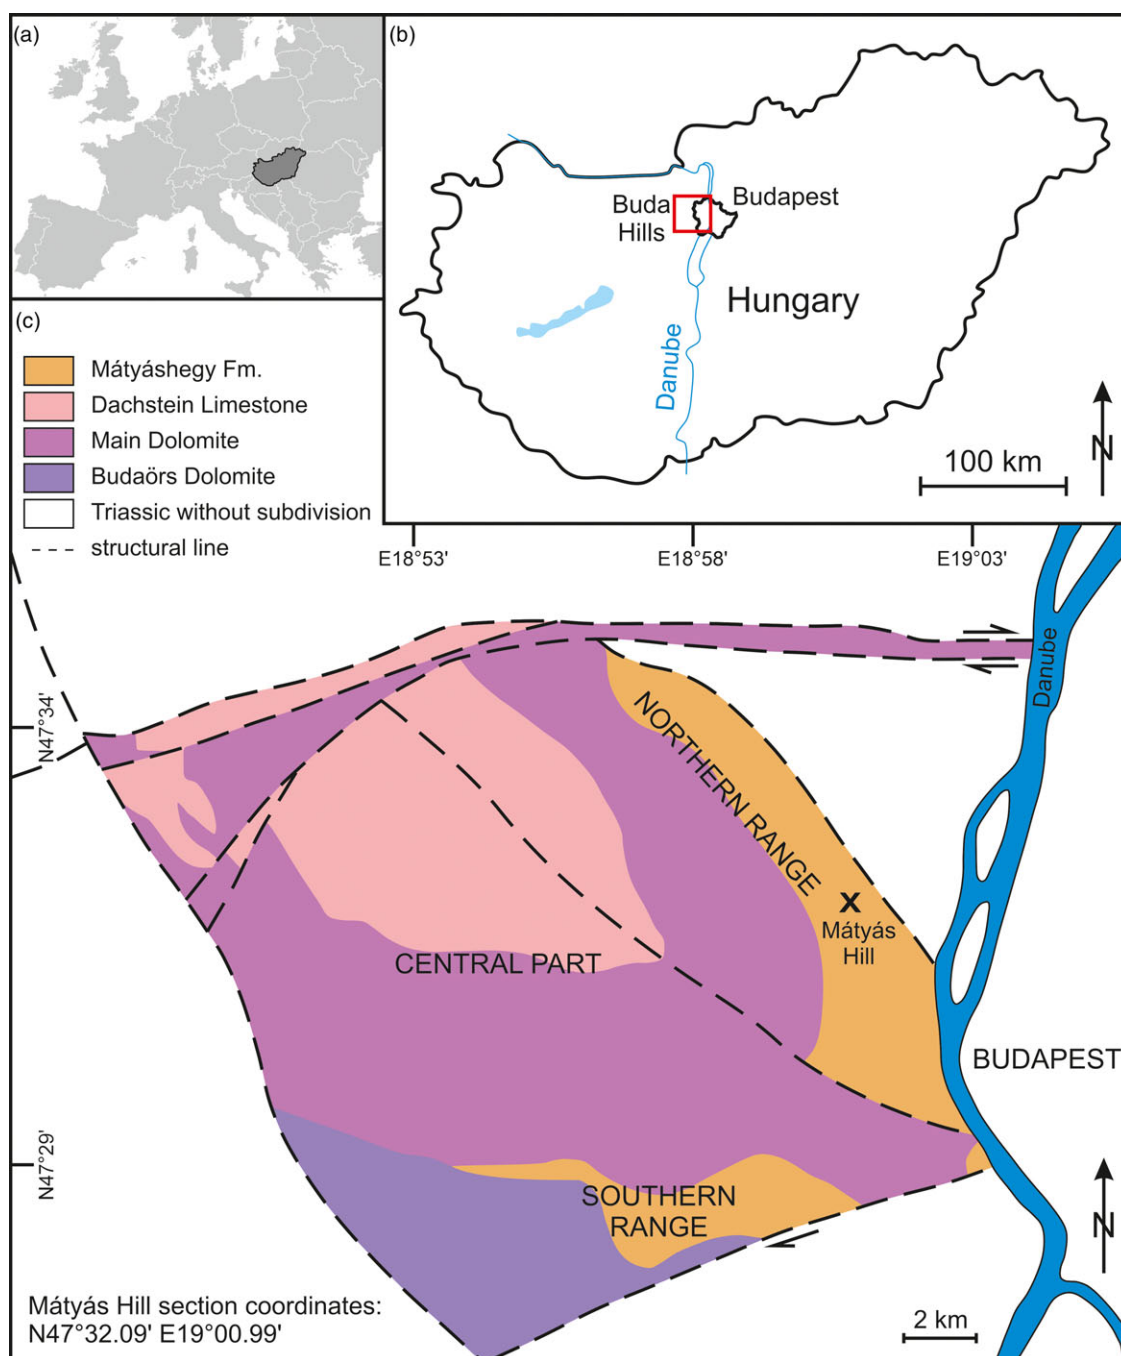 (a)
(b)
Buda
Hills
Budapest
Hungary
Danube
100 km
N
(c)
Mátyáshegy Fm.
Dachstein Limestone
Main Dolomite
Budaörs Dolomite
Triassic without subdivision
structural line
E18°53'
E18°58'
E19°03'
N47°34'
N47°29'
Danube
NORTHERN RANGE
X
Mátyás
Hill
CENTRAL PART
BUDAPEST
SOUTHERN
RANGE
N
Mátyás Hill section coordinates:
N47°32.09' E19°00.99'
2 km